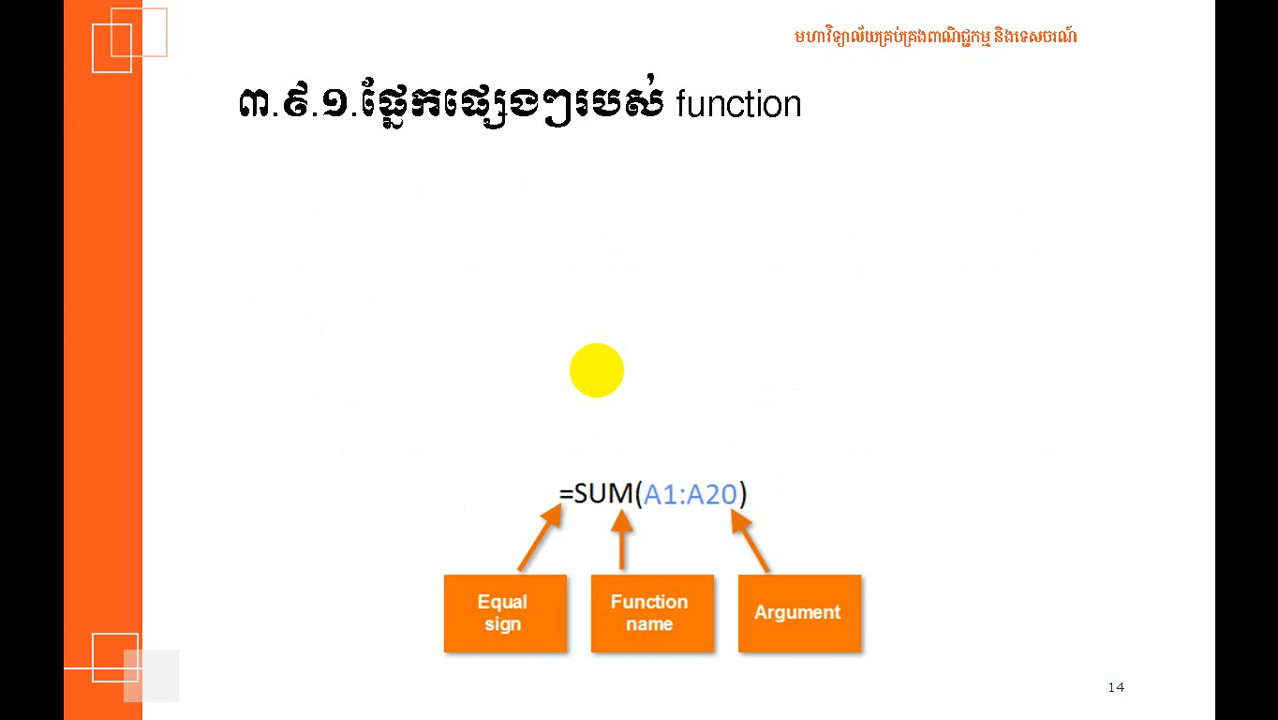 មហាវិទ្យាល័យគ្រប់គ្រងពាណិជ្ជកម្ម និងទេសចរណ៍
៣.៩.១.ផ្នែកផ្សេងៗរបស់ function
=SUM(A1:A20)
Equal
sign
Function
name
Argument
14